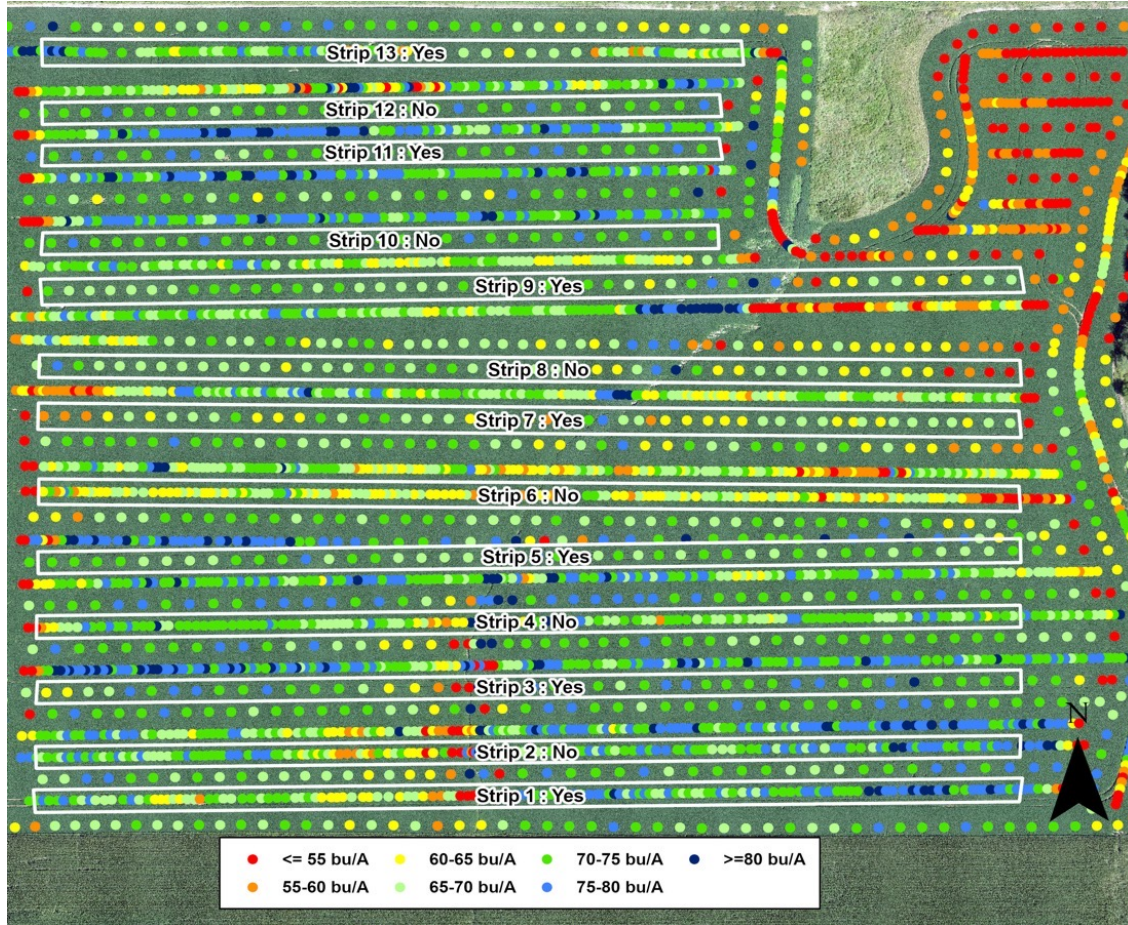 Strip 13 : Yes
Strip 12 : No
Strip 11 : Yes
Strip 10 : No
Strip 9 : Yes
Strip 8 : No
Strip 7 : Yes
Strip 6 : No
Strip 5 : Yes
Strip 4 : No
Strip 3 : Yes
N
Strip 2 : No
Strip 1 : Yes
<= 55 bu/A 60-65 bu/A 70-75 bu/A >=80 bu/A
55-60 bu/A 65-70 bu/A 75-80 bu/A